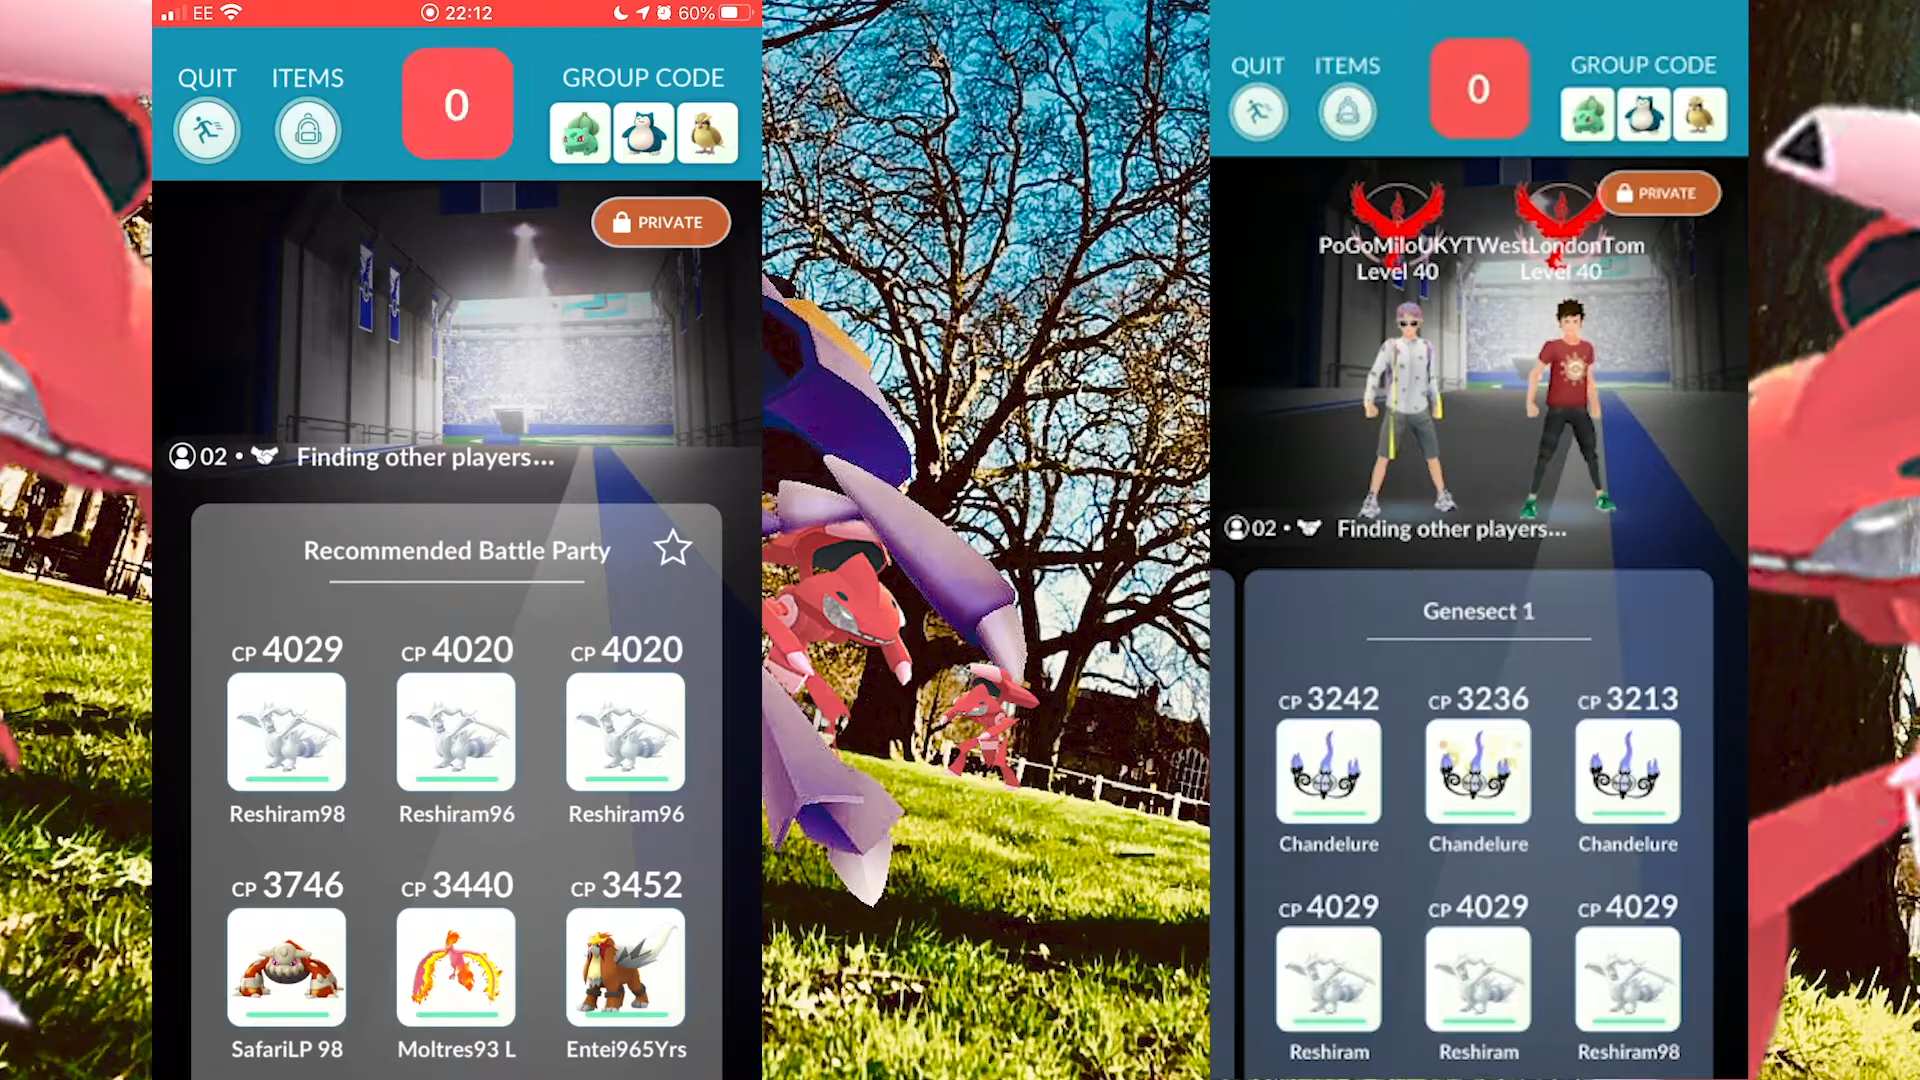 EE 22:12 60%
QUIT ITEMS 0 GROUP CODE
PRIVATE
02 • Finding other players...
Recommended Battle Party
CP 4029 CP 4020 CP 4020
Reshiram98 Reshiram96 Reshiram96
CP 3746 CP 3440 CP 3452
SafariLP 98 Moltres93 L Entei965Yrs
QUIT ITEMS 0 GROUP CODE
PRIVATE
PoGoMiloUKYT WestLondonTom
Level 40 Level 40
02 • Finding other players...
Genesect 1
CP 3242 CP 3236 CP 3213
Chandelure Chandelure Chandelure
CP 4029 CP 4029 CP 4029
Reshiram Reshiram Reshiram98